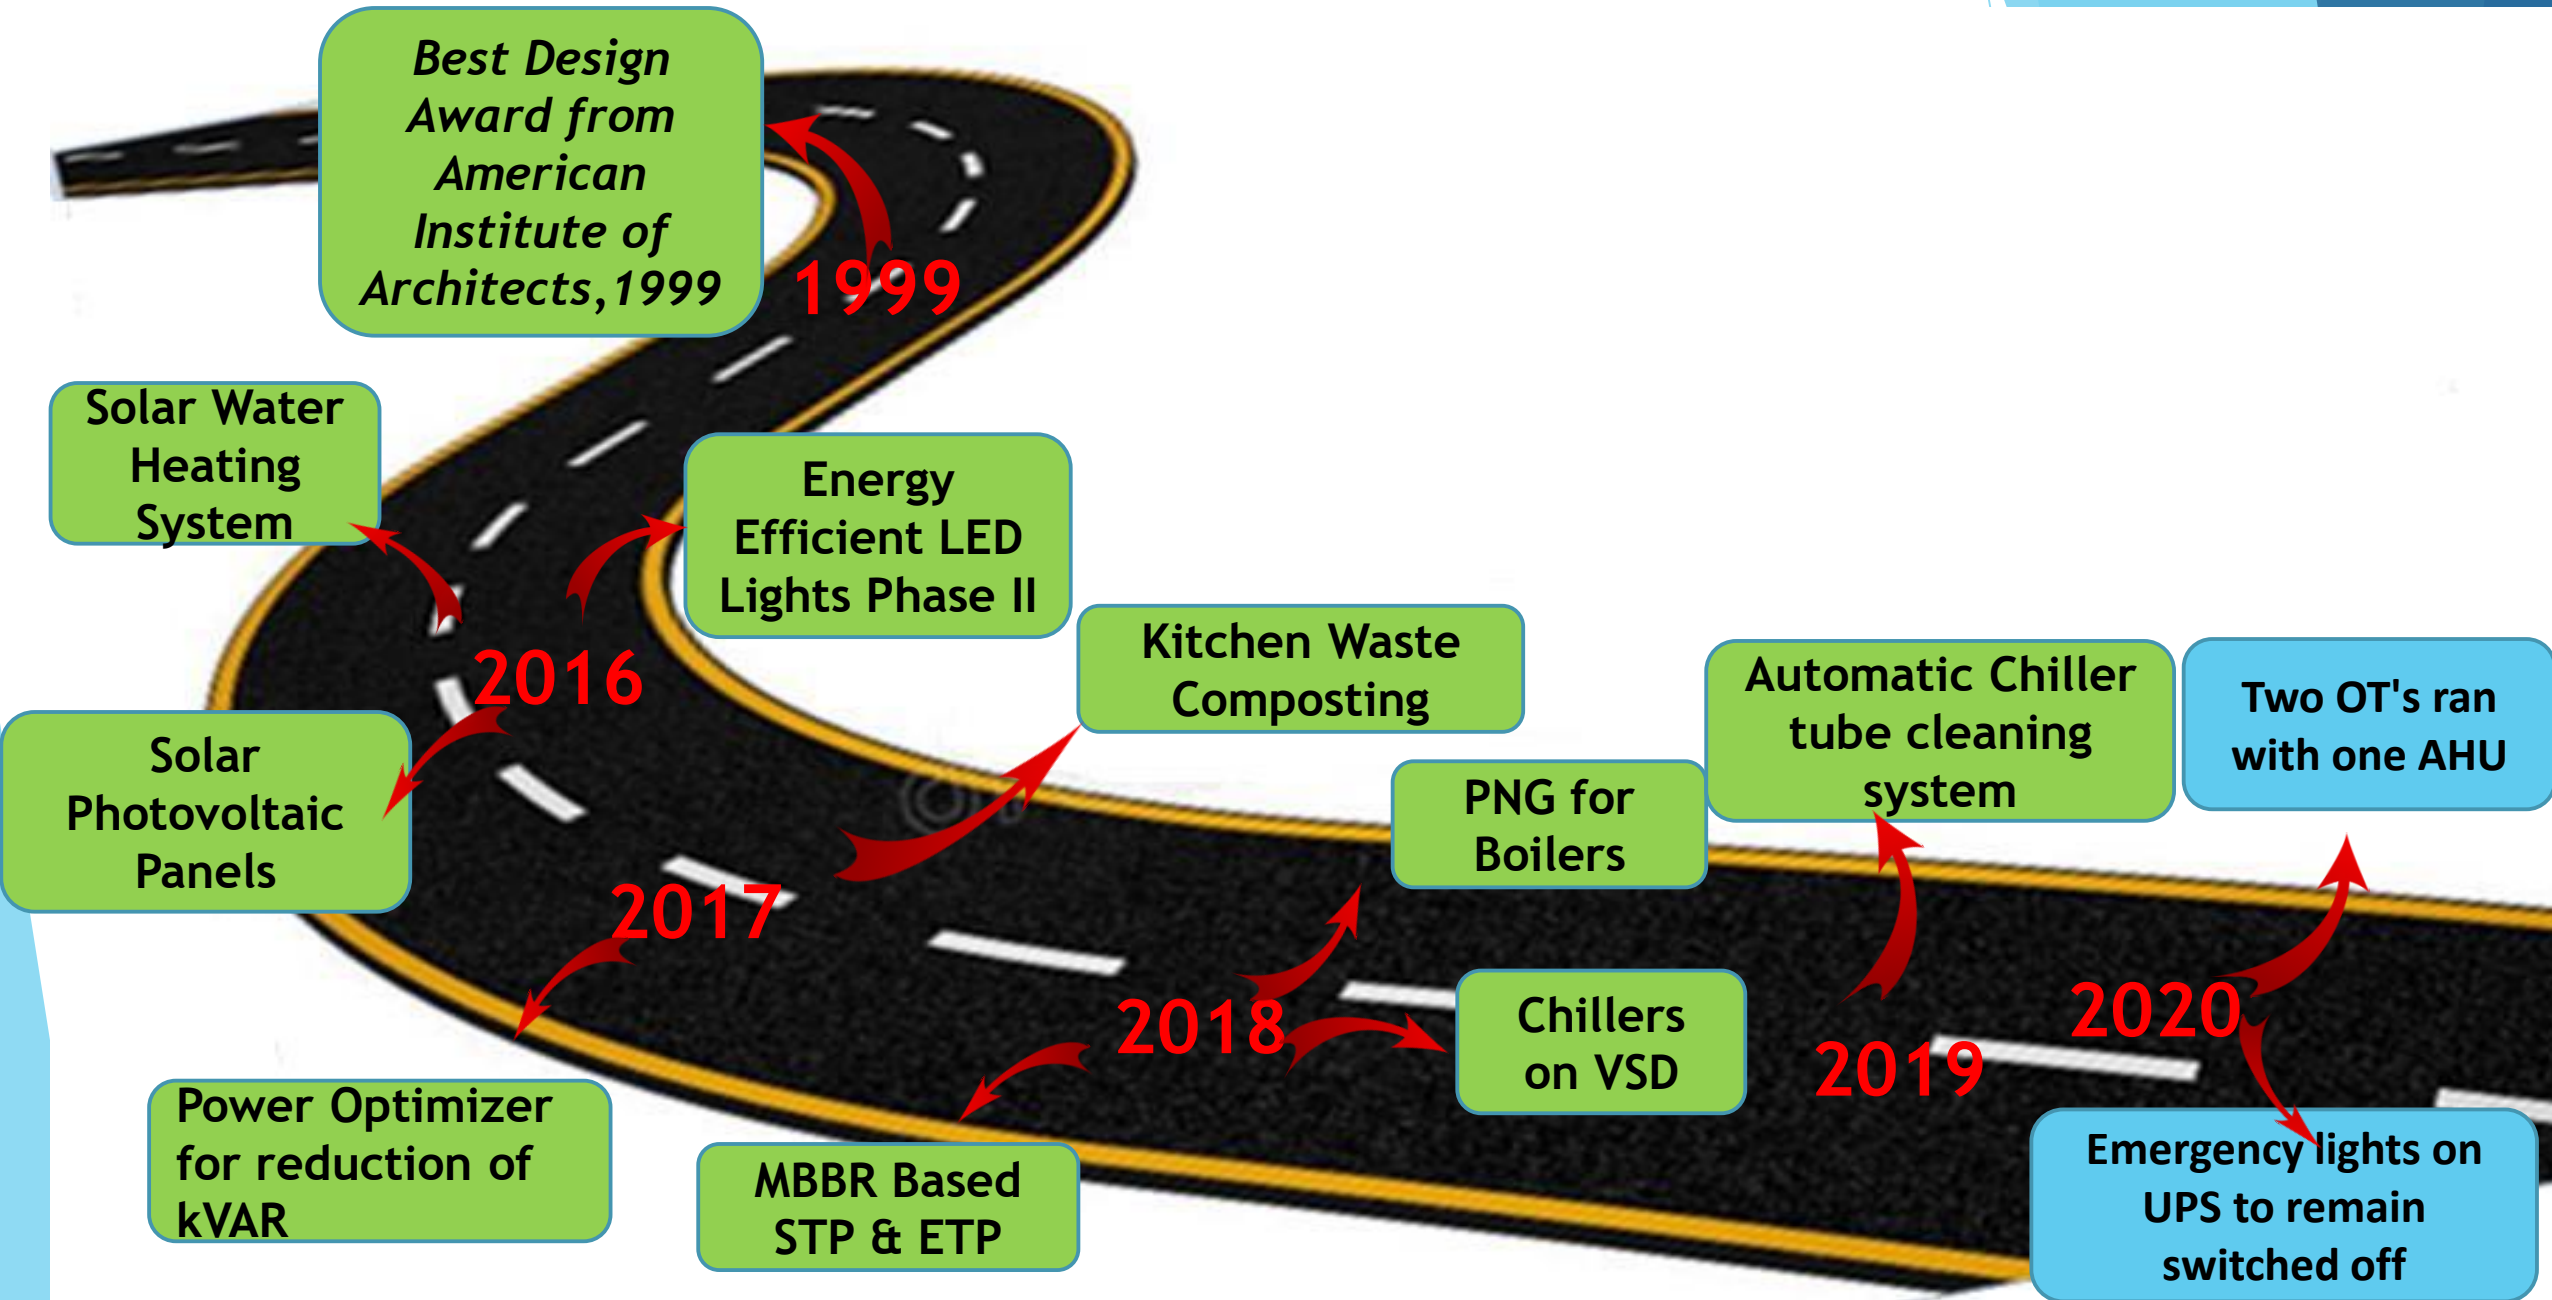 Best Design
Award from
American
Institute of
Architects,1999
1999
Solar Water
Heating
System
Energy
Efficient LED
Lights Phase II
2016
Solar
Photovoltaic
Panels
Kitchen Waste
Composting
2017
Power Optimizer
for reduction of
kVAR
PNG for
Boilers
2018
Chillers
on VSD
MBBR Based
STP & ETP
Automatic Chiller
tube cleaning
system
2019
Two OT's ran
with one AHU
2020
Emergency lights on
UPS to remain
switched off